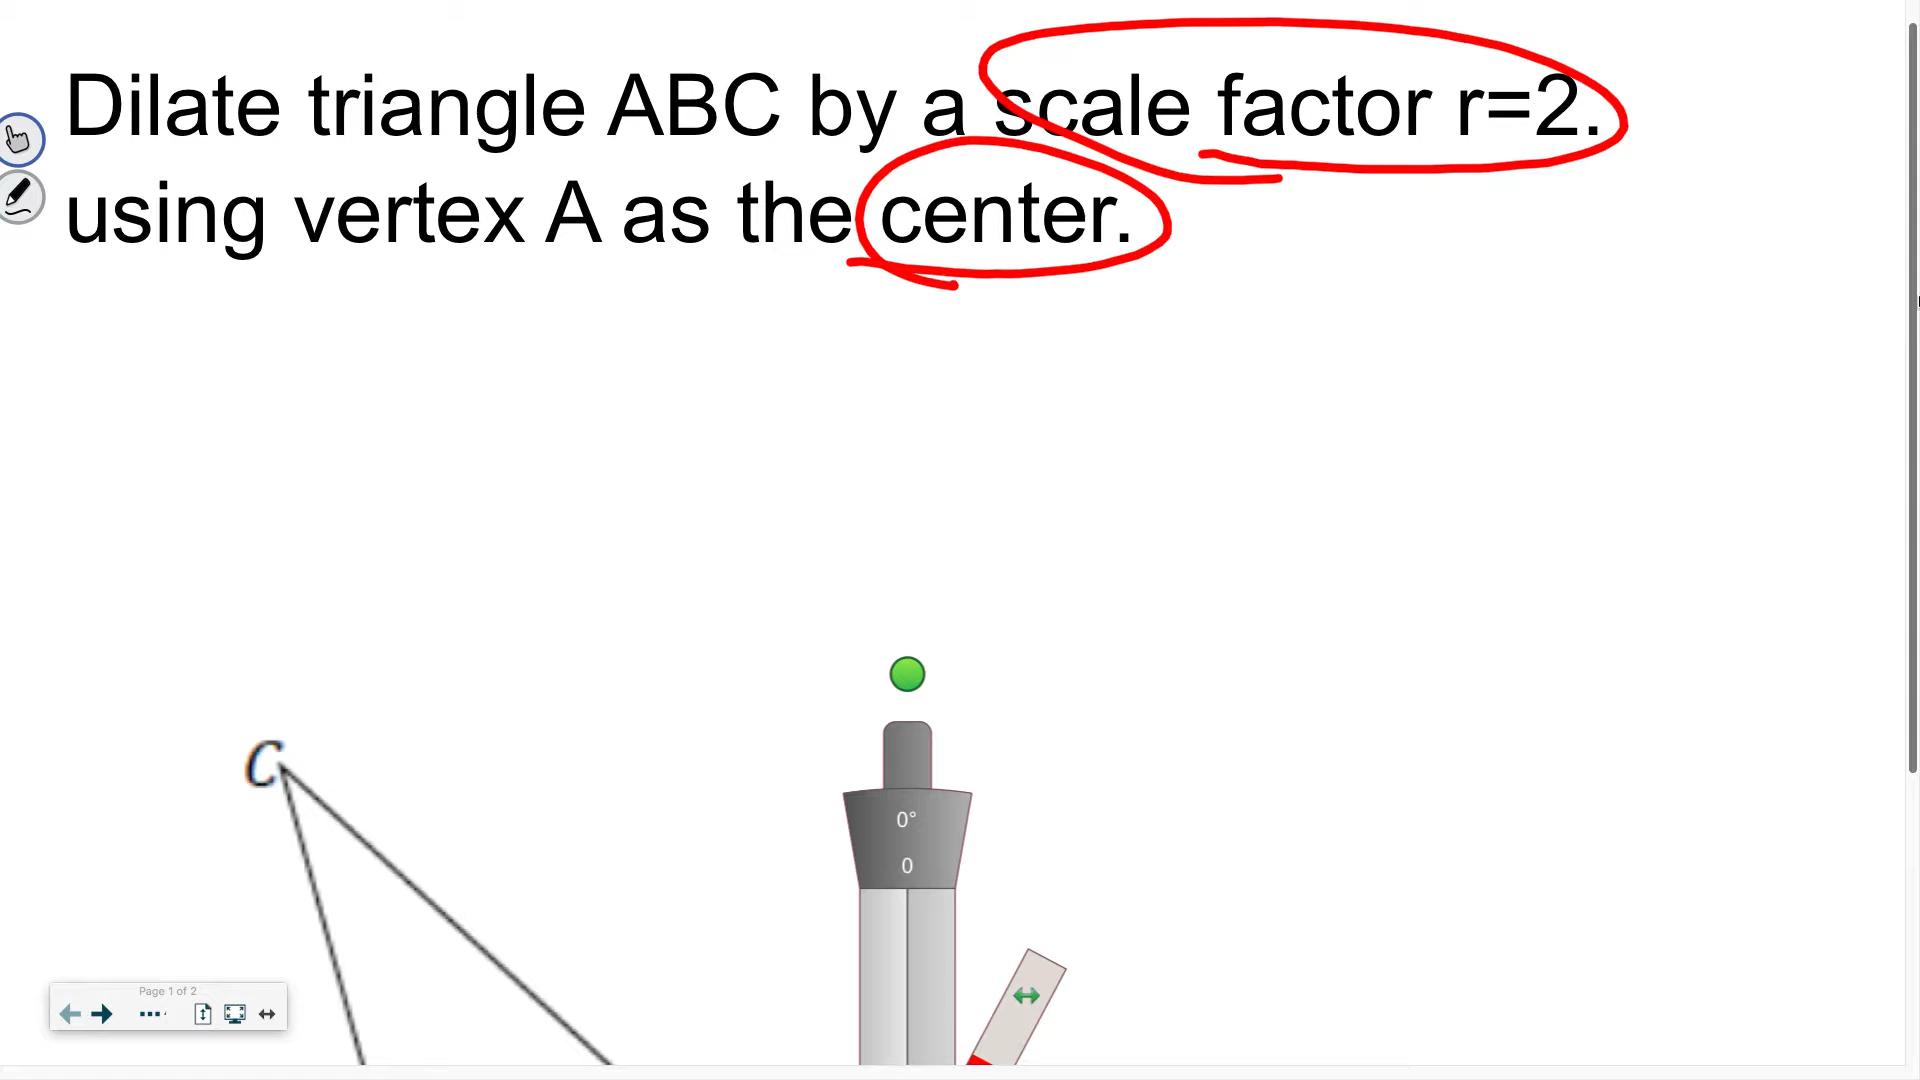 Dilate triangle ABC by a scale factor r=2.
using vertex A as the center.
C
0°
0
Page 1 of 2